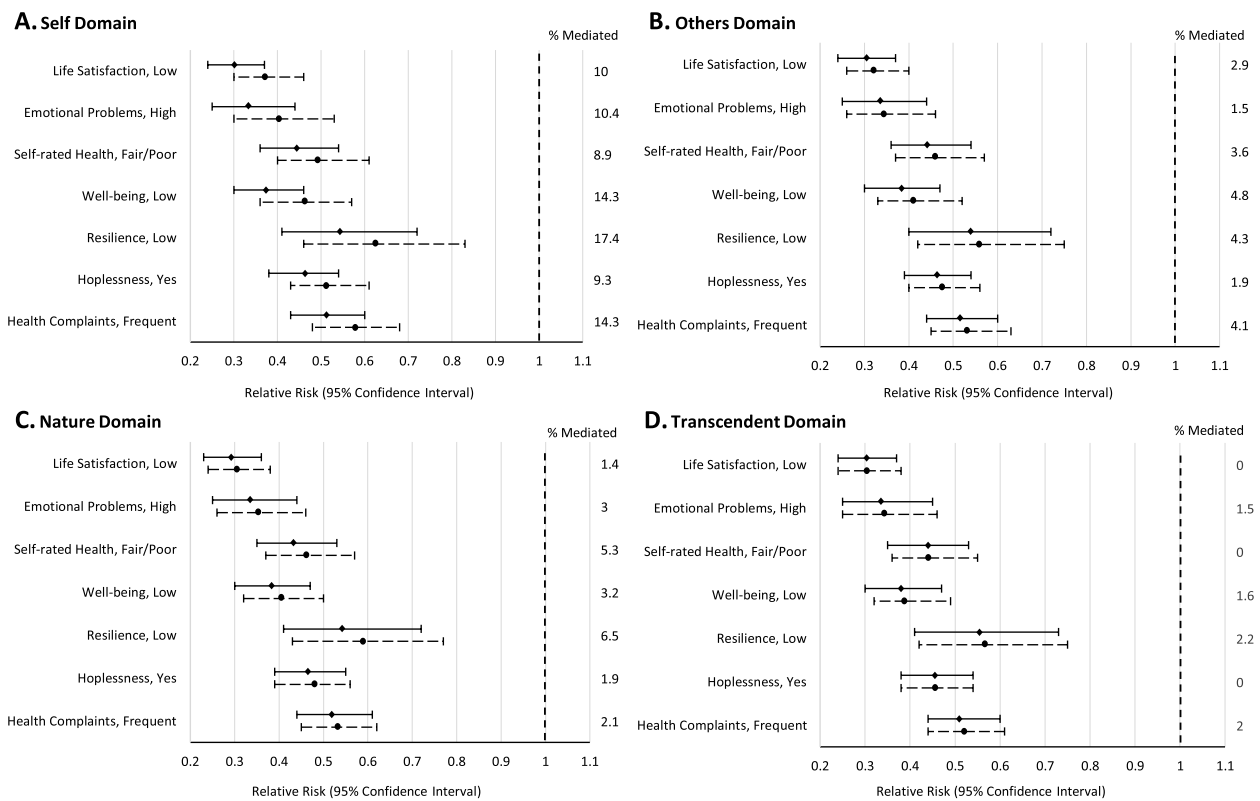 A. Self Domain
% Mediated
Life Satisfaction, Low 10
Emotional Problems, High 10.4
Self-rated Health, Fair/Poor 8.9
Well-being, Low 14.3
Resilience, Low 17.4
Hoplessness, Yes 9.3
Health Complaints, Frequent 14.3
0.2 0.3 0.4 0.5 0.6 0.7 0.8 0.9 1 1.1
Relative Risk (95% Confidence Interval)
B. Others Domain
% Mediated
Life Satisfaction, Low 2.9
Emotional Problems, High 1.5
Self-rated Health, Fair/Poor 3.6
Well-being, Low 4.8
Resilience, Low 4.3
Hoplessness, Yes 1.9
Health Complaints, Frequent 4.1
0.2 0.3 0.4 0.5 0.6 0.7 0.8 0.9 1 1.1
Relative Risk (95% Confidence Interval)
C. Nature Domain
% Mediated
Life Satisfaction, Low 1.4
Emotional Problems, High 3
Self-rated Health, Fair/Poor 5.3
Well-being, Low 3.2
Resilience, Low 6.5
Hoplessness, Yes 1.9
Health Complaints, Frequent 2.1
0.2 0.3 0.4 0.5 0.6 0.7 0.8 0.9 1 1.1
Relative Risk (95% Confidence Interval)
D. Transcendent Domain
% Mediated
Life Satisfaction, Low 0
Emotional Problems, High 1.5
Self-rated Health, Fair/Poor 0
Well-being, Low 1.6
Resilience, Low 2.2
Hoplessness, Yes 0
Health Complaints, Frequent 2
0.2 0.3 0.4 0.5 0.6 0.7 0.8 0.9 1 1.1
Relative Risk (95% Confidence Interval)